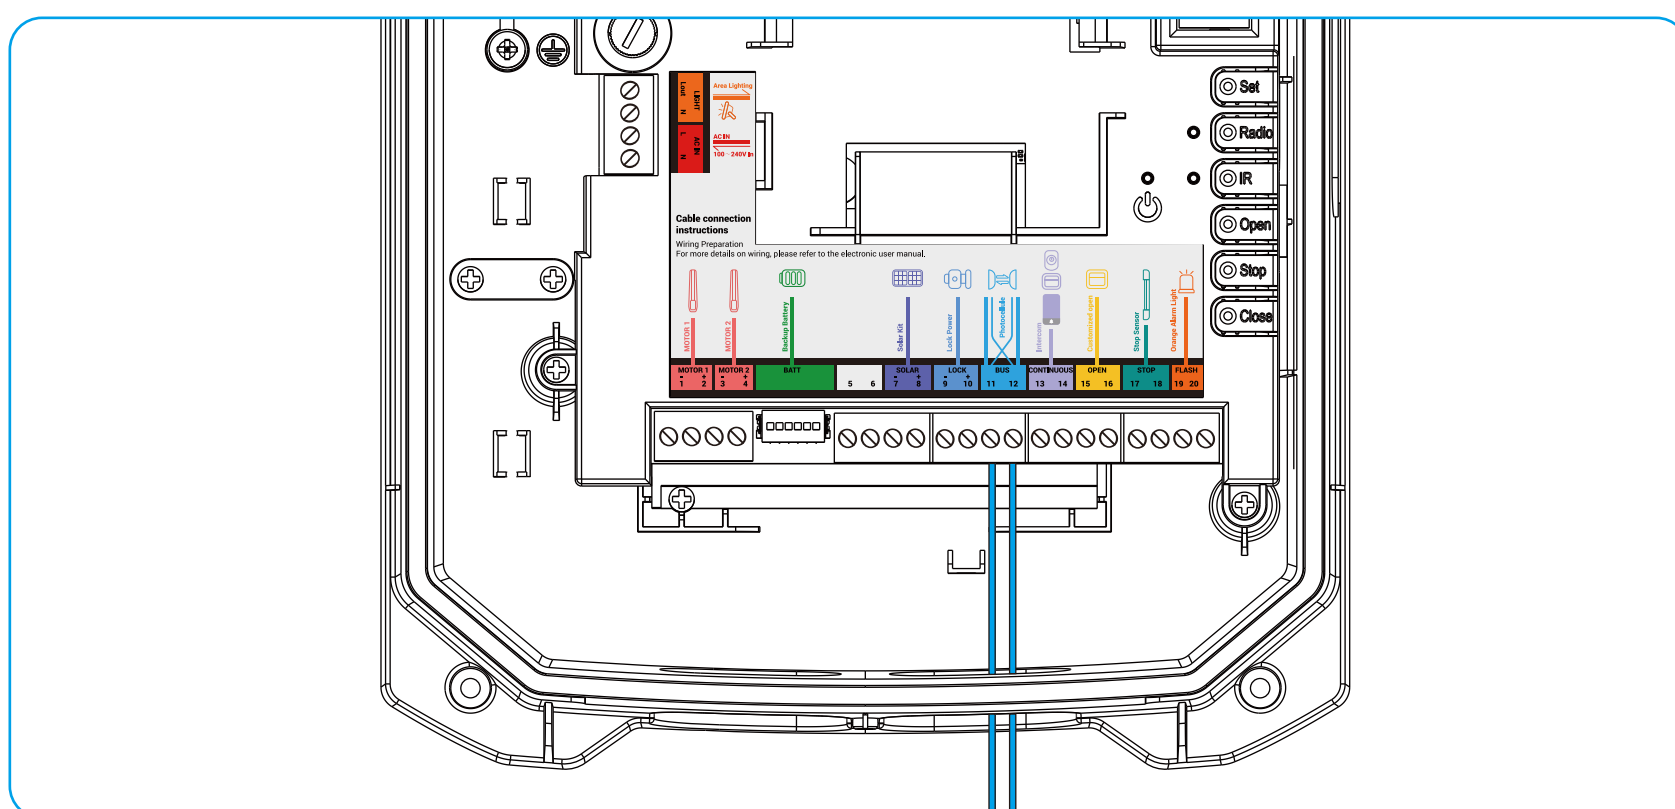 Set
Radio
IR
Open
Stop
Close
LIGHT
Lout N
AC IN
L N
Area Lighting
AC IN
100 - 240V In
Cable connection
instructions
Wiring Preparation
For more details on wiring, please refer to the electronic user manual.
MOTOR 1
MOTOR 2
Backup Battery
Solar Kit
Lock Power
Photocellule
Intercom
Customized open
Stop Sensor
Orange Alarm Light
MOTOR 1 MOTOR 2 BATT SOLAR LOCK BUS CONTINUOUS OPEN STOP FLASH
- + - + - + - +
1 2 3 4 5 6 7 8 9 10 11 12 13 14 15 16 17 18 19 20